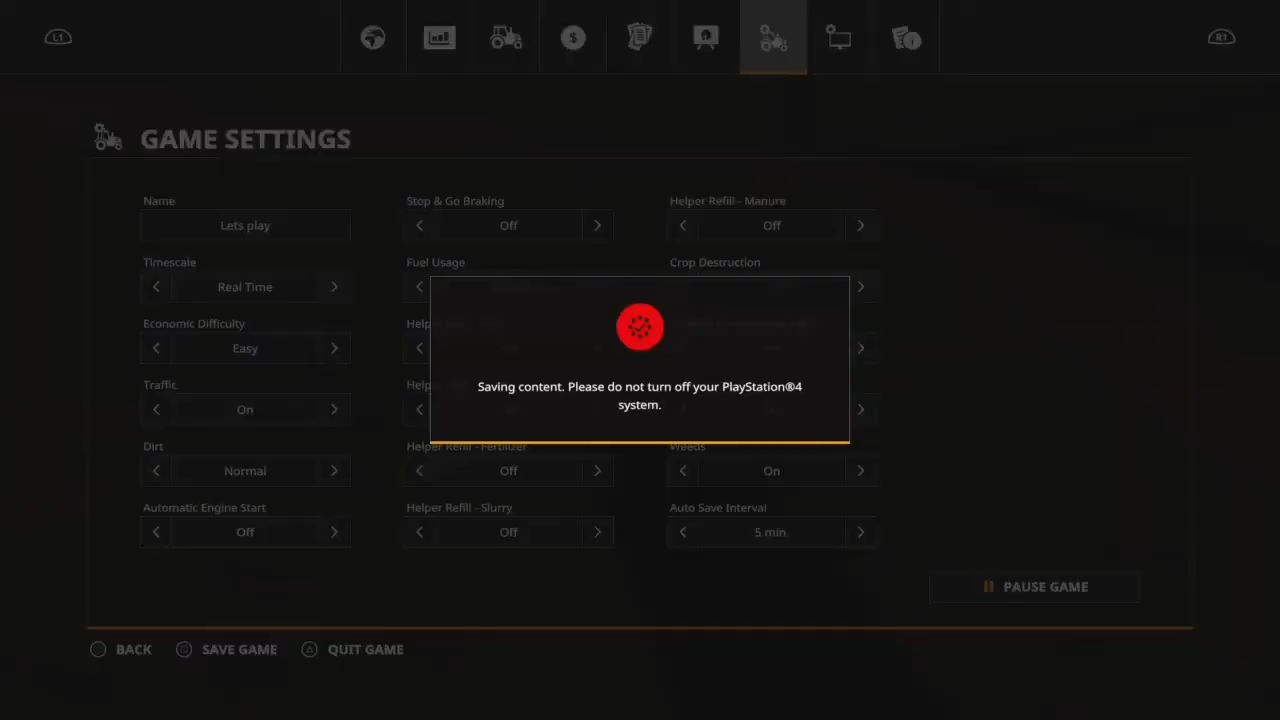 L1
R1
GAME SETTINGS
Name
Lets play
Timescale
Real Time
Economic Difficulty
Easy
Traffic
On
Dirt
Normal
Automatic Engine Start
Off
Stop & Go Braking
Off
Fuel Usage
Helper Refill - Fertilizer
Off
Helper Refill - Slurry
Off
Helper Refill - Manure
Off
Crop Destruction
Weeds
On
Auto Save Interval
5 min.
Saving content. Please do not turn off your PlayStation®4
system.
PAUSE GAME
BACK
SAVE GAME
QUIT GAME